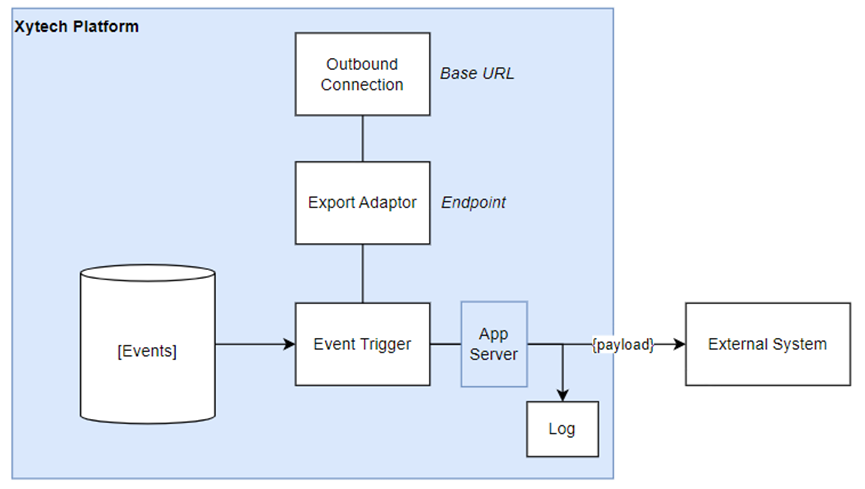 Xytech Platform
Outbound
Connection
Base URL
Export Adaptor
Endpoint
[Events]
Event Trigger
App
Server
{payload}
External System
Log